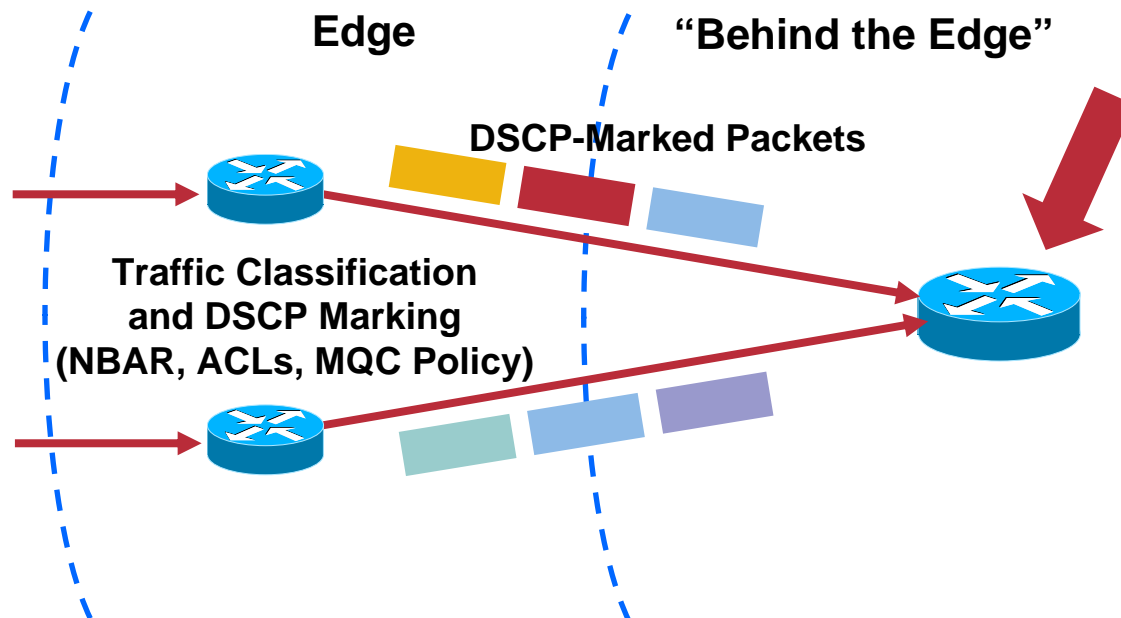 Edge
“Behind the Edge”
DSCP-Marked Packets
Traffic Classification
and DSCP Marking
(NBAR, ACLs, MQC Policy)